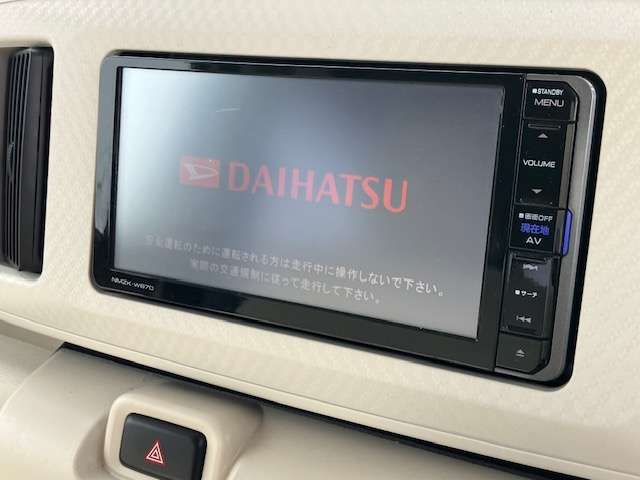 DAIHATSU
安全運転のために運転される方は走行中に操作しないで下さい。
実際の交通規制に従って走行して下さい。
NMZK-W67D
■STANDBY
MENU
VOLUME
■画面OFF
現在地
AV
■サーチ